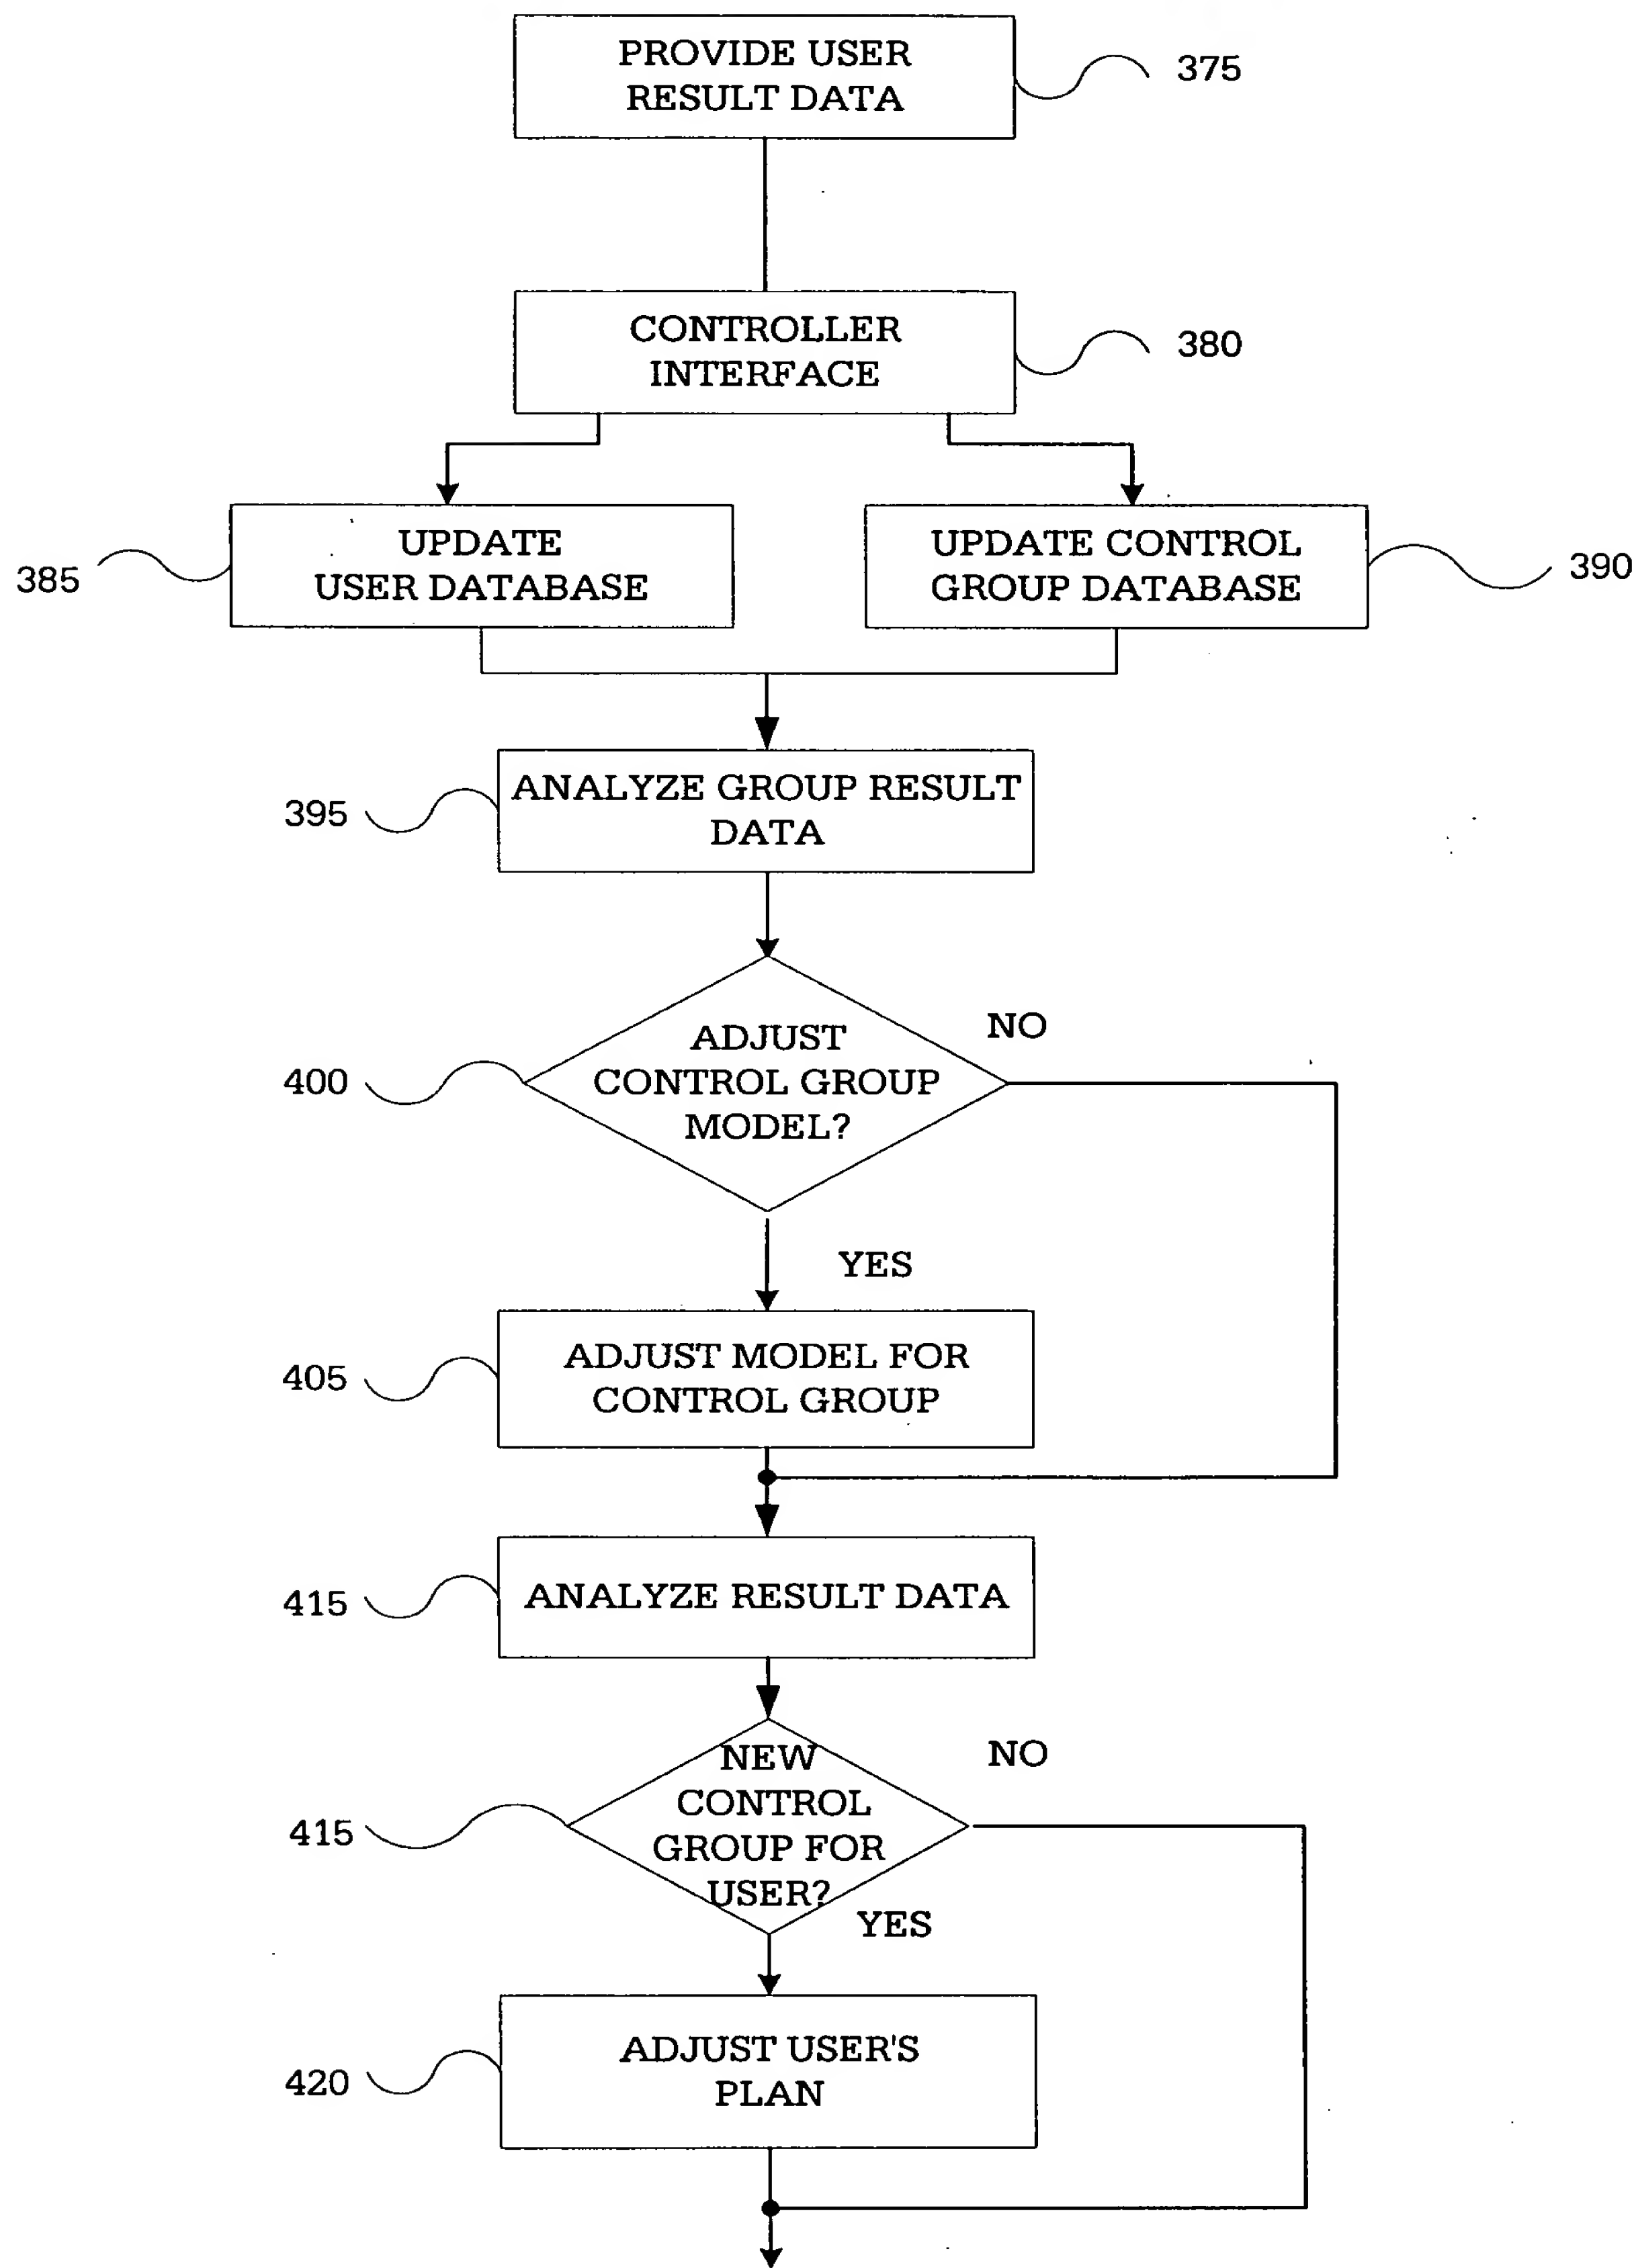 PROVIDE USER
RESULT DATA
375
CONTROLLER
INTERFACE
380
UPDATE
USER DATABASE
385
UPDATE CONTROL
GROUP DATABASE
390
ANALYZE GROUP RESULT
DATA
395
ADJUST
CONTROL GROUP
MODEL?
400
NO
YES
ADJUST MODEL FOR
CONTROL GROUP
405
ANALYZE RESULT DATA
415
NEW
CONTROL
GROUP FOR
USER?
415
NO
YES
ADJUST USER'S
PLAN
420